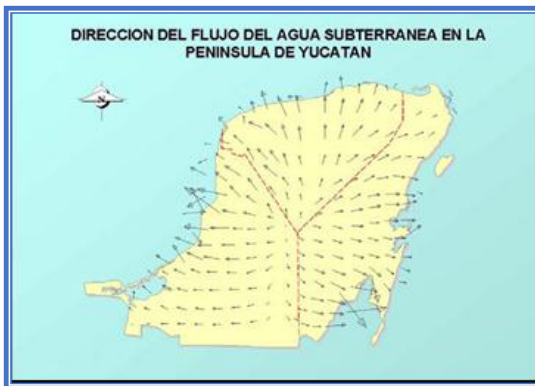 DIRECCION DEL FLUJO DEL AGUA SUBTERRANEA EN LA
PENINSULA DE YUCATAN
N